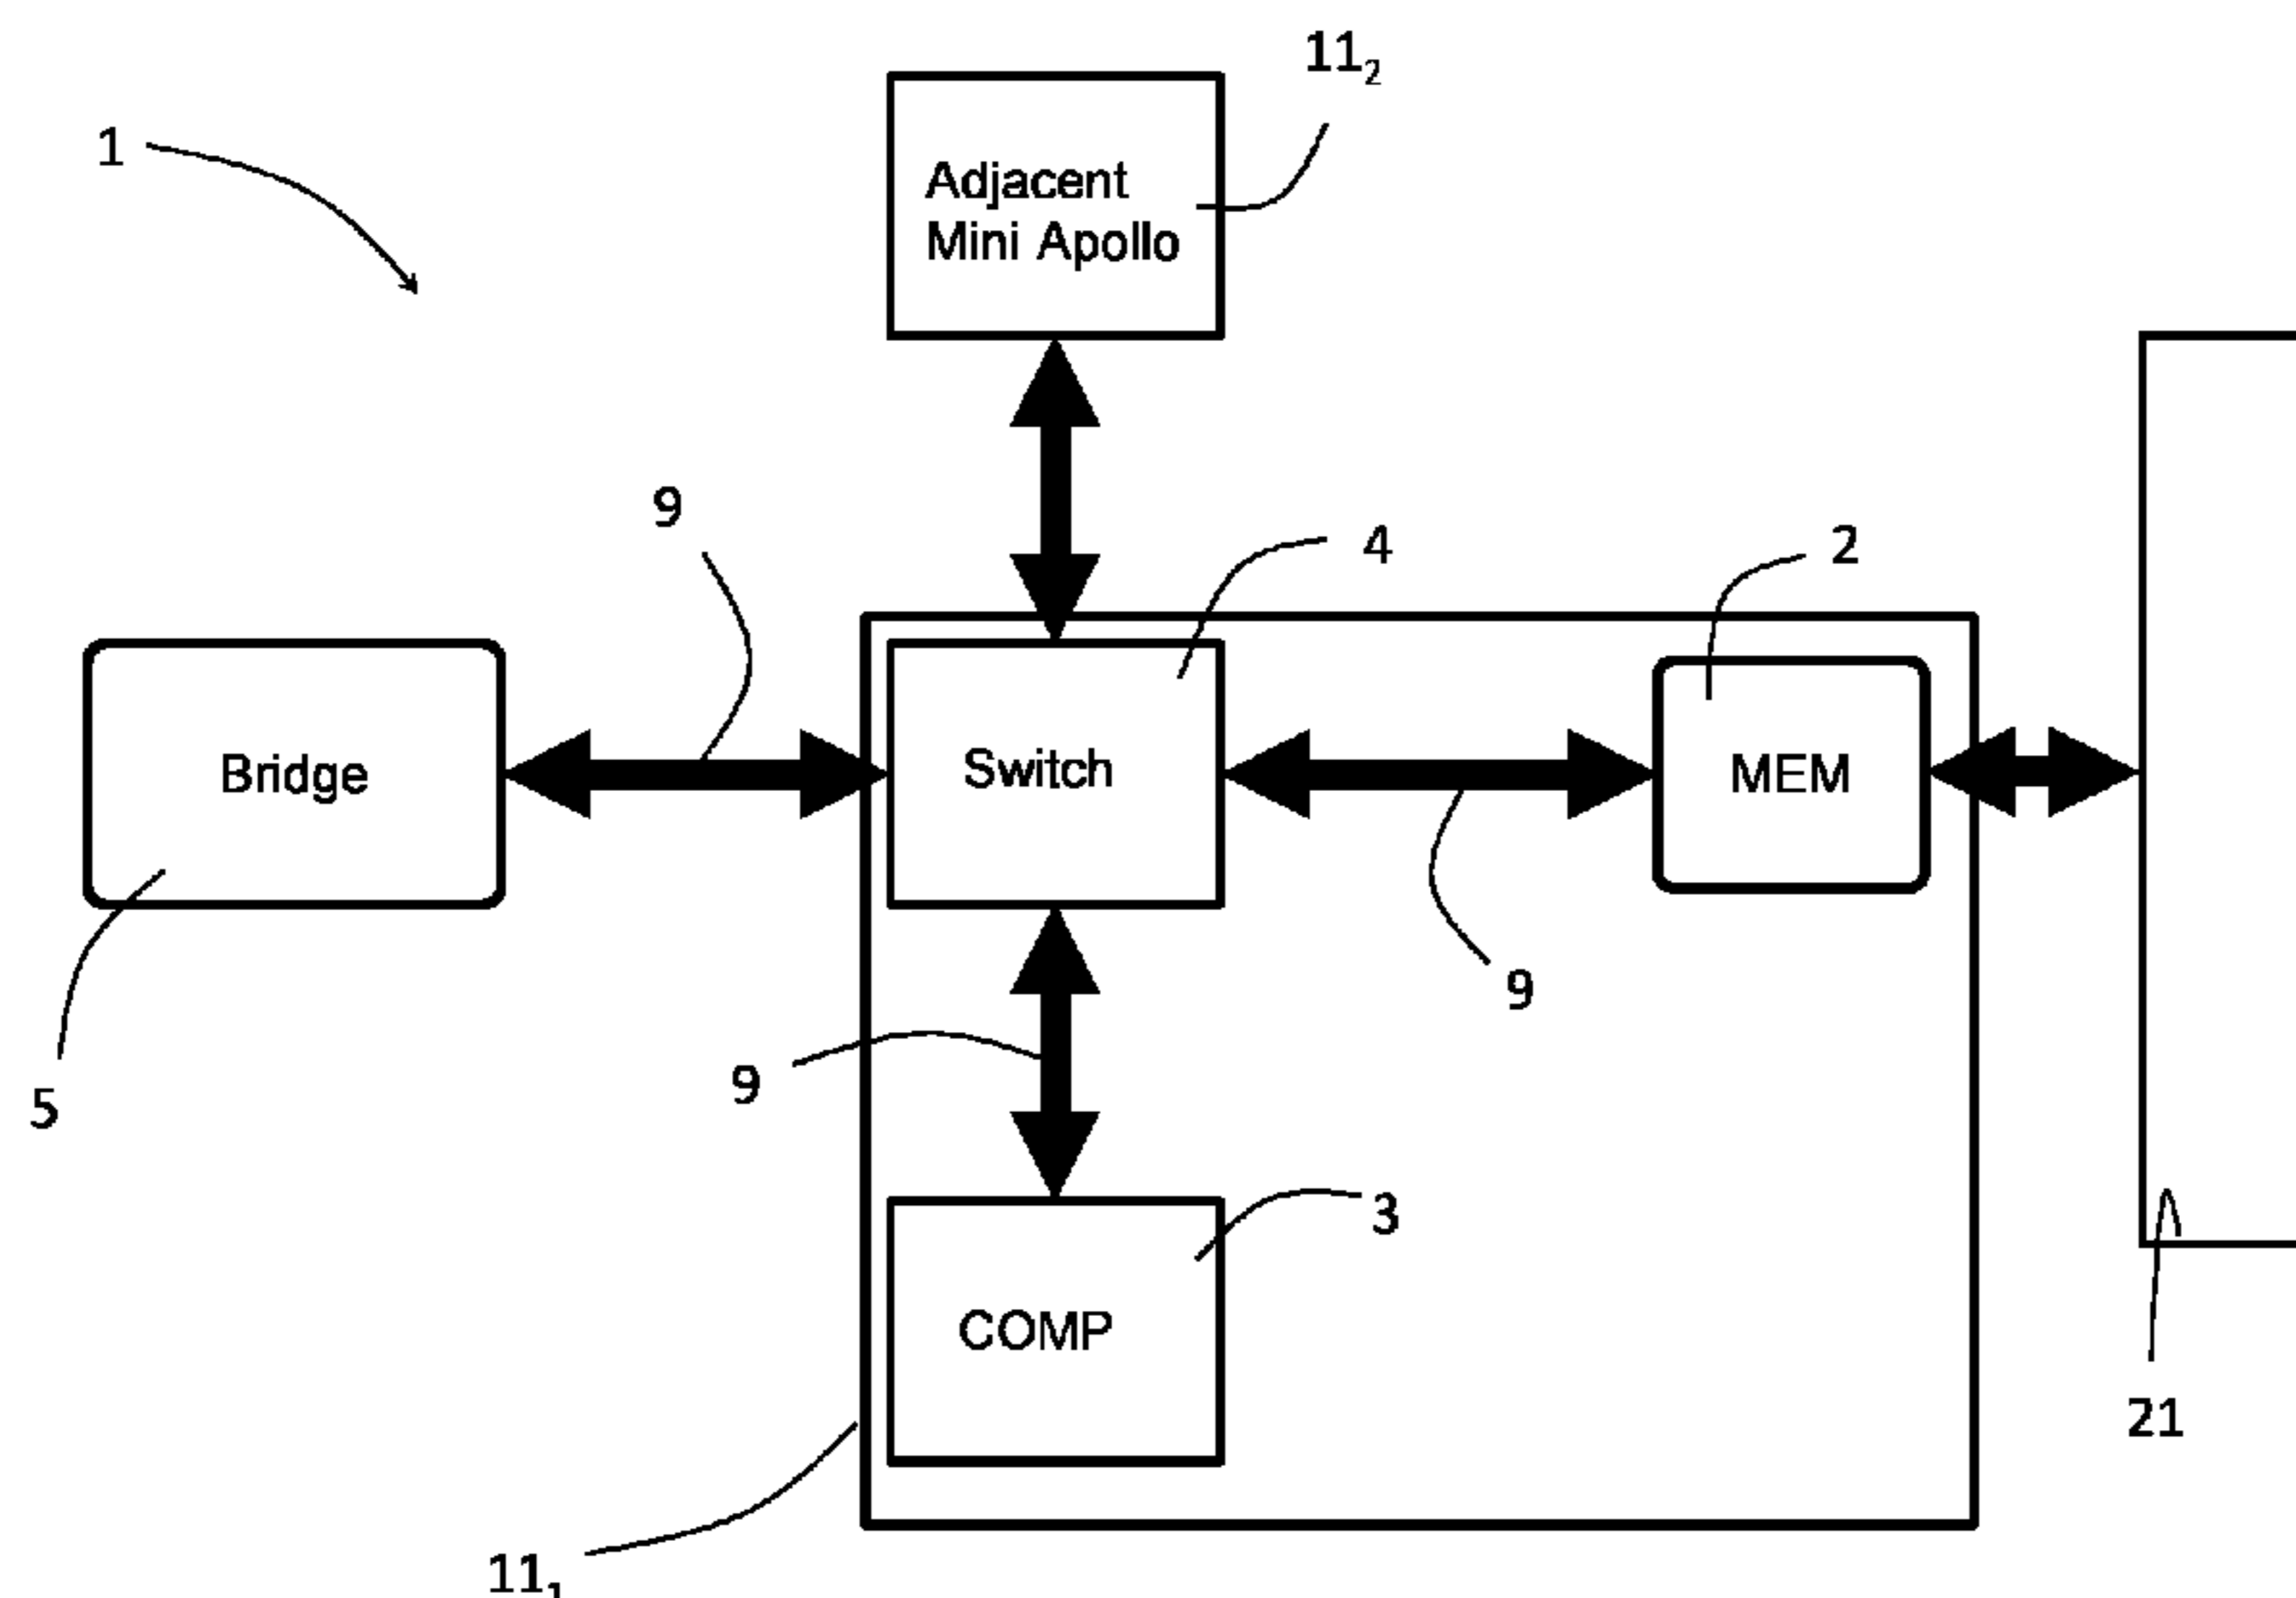 11₂
1
Adjacent
Mini Apollo
9
4
2
Bridge
Switch
MEM
9
9
5
3
COMP
21
11₁